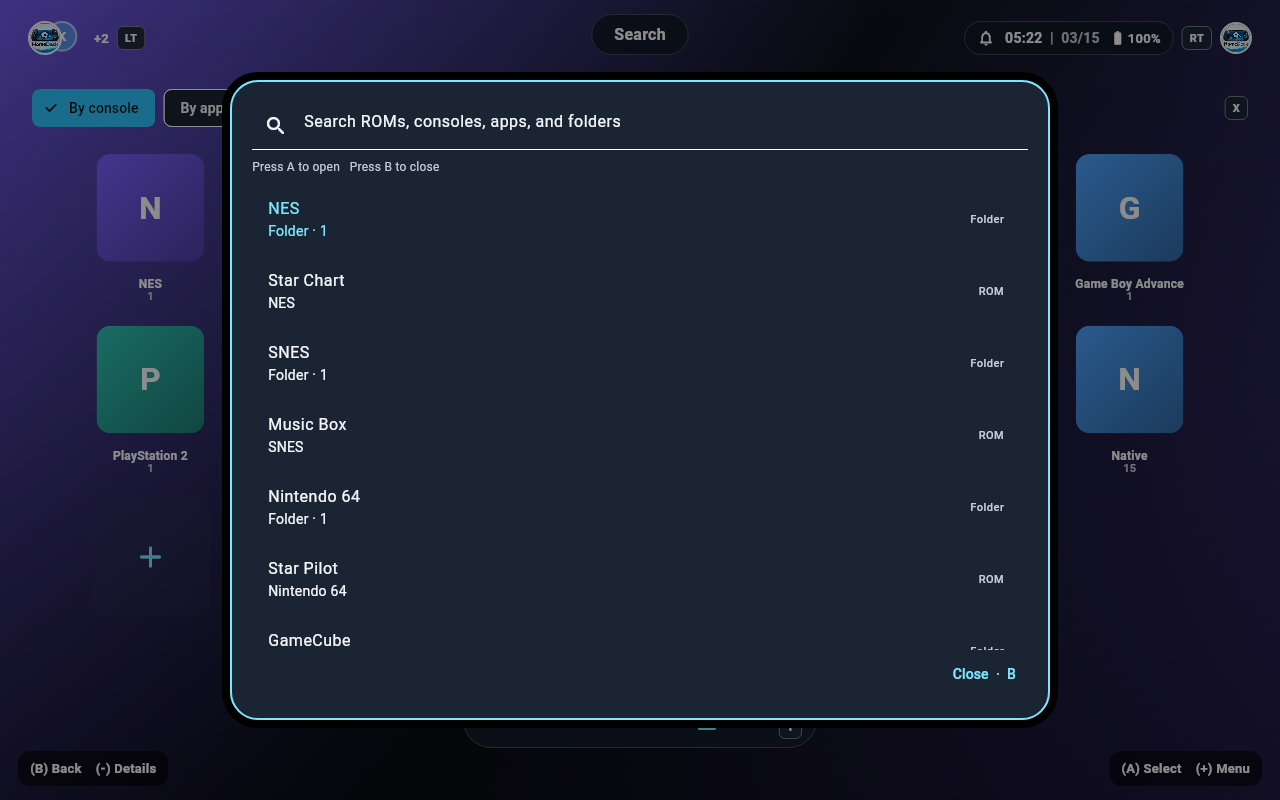 +2 LT
Search
05:22 | 03/15 100% RT
By console
By app
X
N
NES
1
G
Game Boy Advance
1
P
PlayStation 2
1
N
Native
15
Search ROMs, consoles, apps, and folders
Press A to open Press B to close
NES
Folder · 1
Folder
Star Chart
NES
ROM
SNES
Folder · 1
Folder
Music Box
SNES
ROM
Nintendo 64
Folder · 1
Folder
Star Pilot
Nintendo 64
ROM
GameCube
Folder
Close · B
(B) Back (-) Details
(A) Select (+) Menu